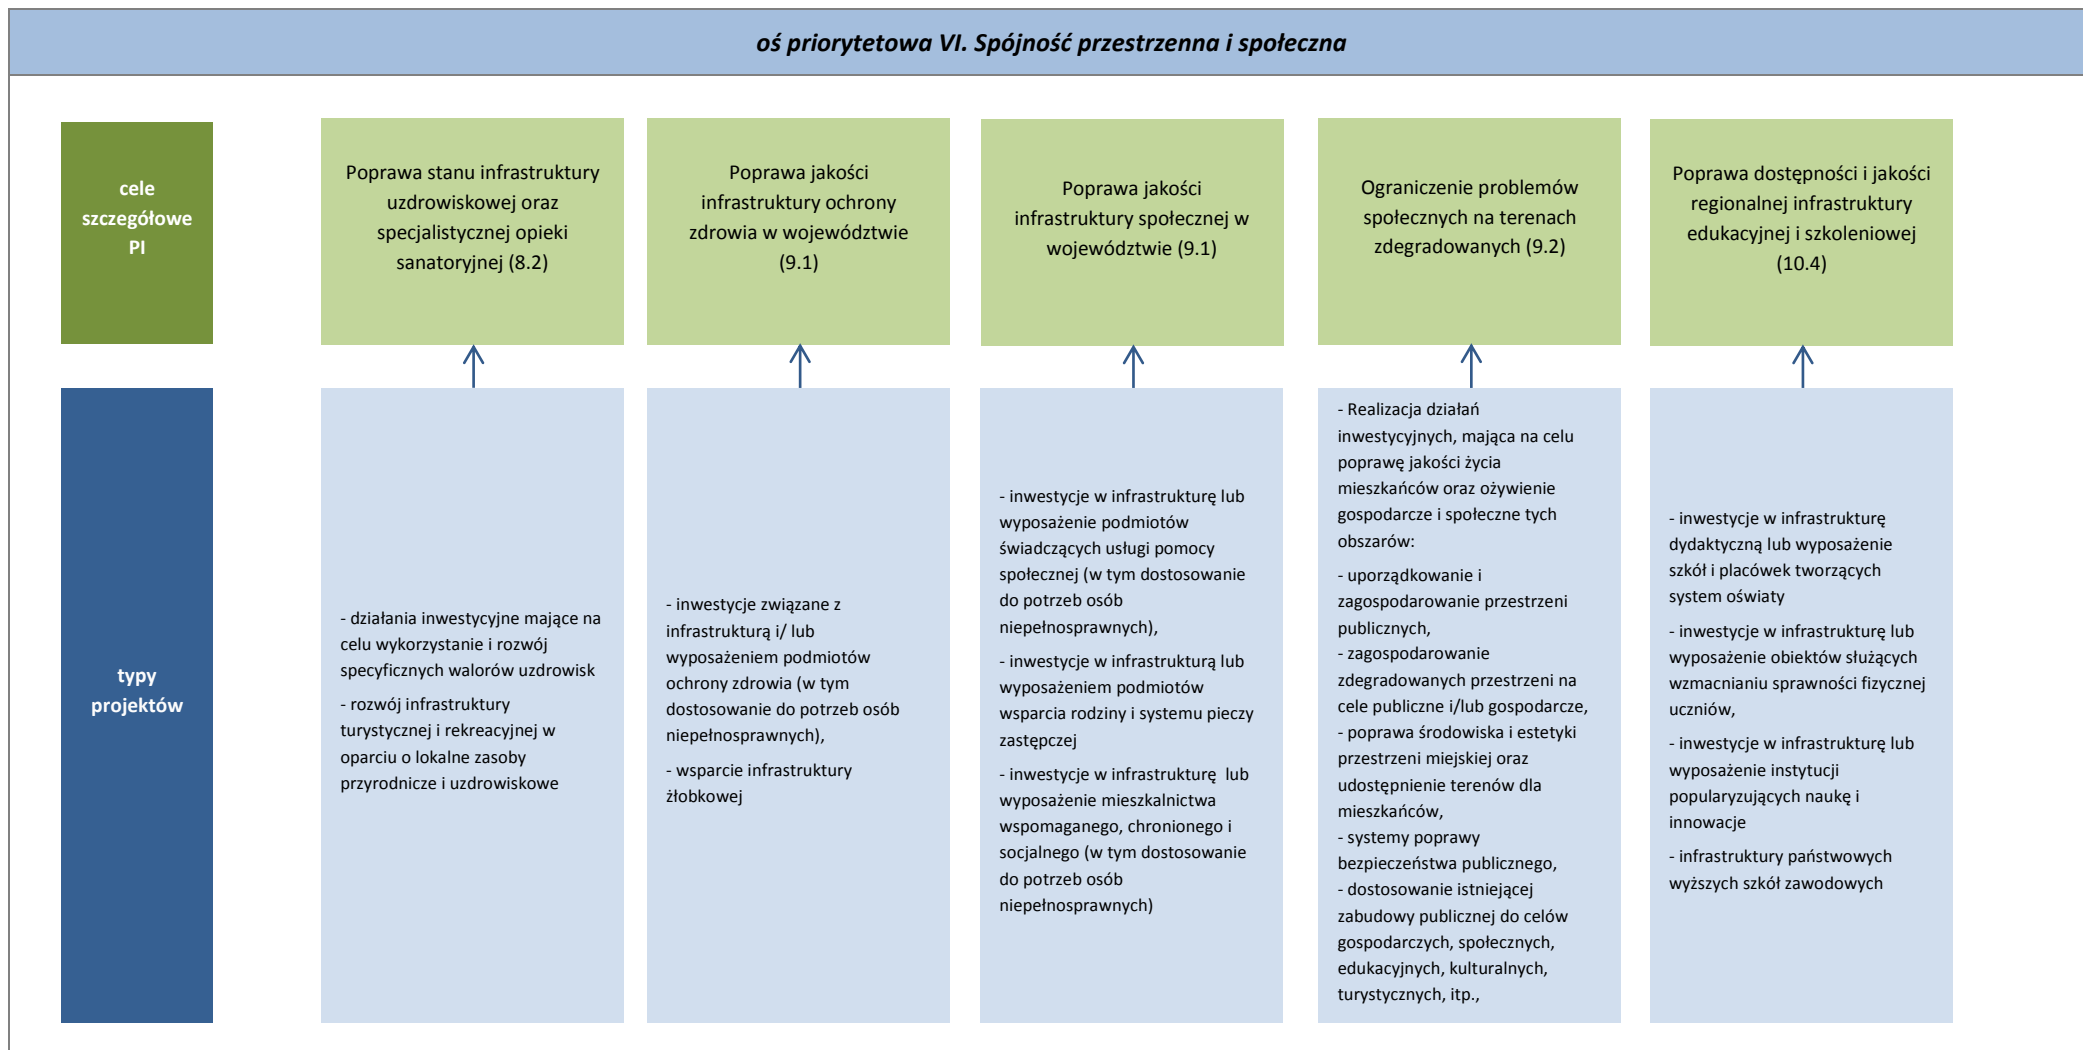 oś priorytetowa VI. Spójność przestrzenna i społeczna
cele
szczegółowe
PI
Poprawa stanu infrastruktury
uzdrowiskowej oraz
specjalistycznej opieki
sanatoryjnej (8.2)
Poprawa jakości
infrastruktury ochrony
zdrowia w województwie
(9.1)
Poprawa jakości
infrastruktury społecznej w
województwie (9.1)
Ograniczenie problemów
społecznych na terenach
zdegradowanych (9.2)
Poprawa dostępności i jakości
regionalnej infrastruktury
edukacyjnej i szkoleniowej
(10.4)
typy
projektów
- działania inwestycyjne mające na
celu wykorzystanie i rozwój
specyficznych walorów uzdrowisk
- rozwój infrastruktury
turystycznej i rekreacyjnej w
oparciu o lokalne zasoby
przyrodnicze i uzdrowiskowe
- inwestycje związane z
infrastrukturą i/ lub
wyposażeniem podmiotów
ochrony zdrowia (w tym
dostosowanie do potrzeb osób
niepełnosprawnych),
- wsparcie infrastruktury
żłobkowej
- inwestycje w infrastrukturę lub
wyposażenie podmiotów
świadczących usługi pomocy
społecznej (w tym dostosowanie
do potrzeb osób
niepełnosprawnych),
- inwestycje w infrastrukturą lub
wyposażeniem podmiotów
wsparcia rodziny i systemu pieczy
zastępczej
- inwestycje w infrastrukturę  lub
wyposażenie mieszkalnictwa
wspomaganego, chronionego i
socjalnego (w tym dostosowanie
do potrzeb osób
niepełnosprawnych)
- Realizacja działań
inwestycyjnych, mająca na celu
poprawę jakości życia
mieszkańców oraz ożywienie
gospodarcze i społeczne tych
obszarów:
- uporządkowanie i
zagospodarowanie przestrzeni
publicznych,
- zagospodarowanie
zdegradowanych przestrzeni na
cele publiczne i/lub gospodarcze,
- poprawa środowiska i estetyki
przestrzeni miejskiej oraz
udostępnienie terenów dla
mieszkańców,
- systemy poprawy
bezpieczeństwa publicznego,
- dostosowanie istniejącej
zabudowy publicznej do celów
gospodarczych, społecznych,
edukacyjnych, kulturalnych,
turystycznych, itp.,
- inwestycje w infrastrukturę
dydaktyczną lub wyposażenie
szkół i placówek tworzących
system oświaty
- inwestycje w infrastrukturę lub
wyposażenie obiektów służących
wzmacnianiu sprawności fizycznej
uczniów,
- inwestycje w infrastrukturę lub
wyposażenie instytucji
popularyzujących naukę i
innowacje
- infrastruktury państwowych
wyższych szkół zawodowych